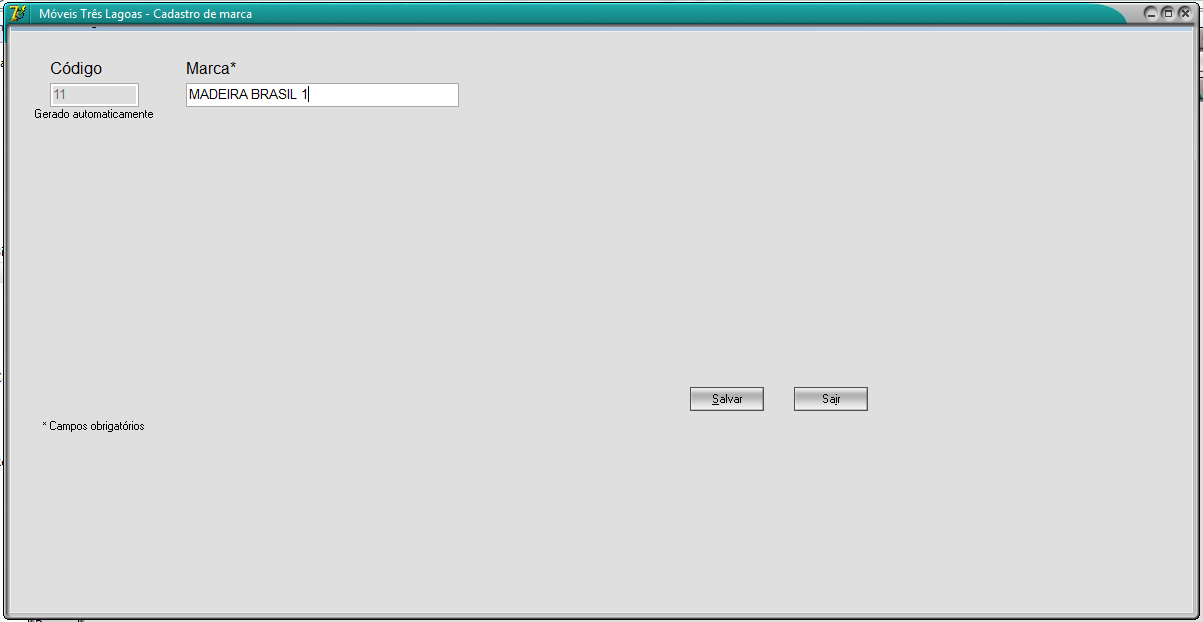 Móveis Três Lagoas - Cadastro de marca
Código
Marca*
11
MADEIRA BRASIL 1
Gerado automaticamente
Salvar
Sair
* Campos obrigatórios